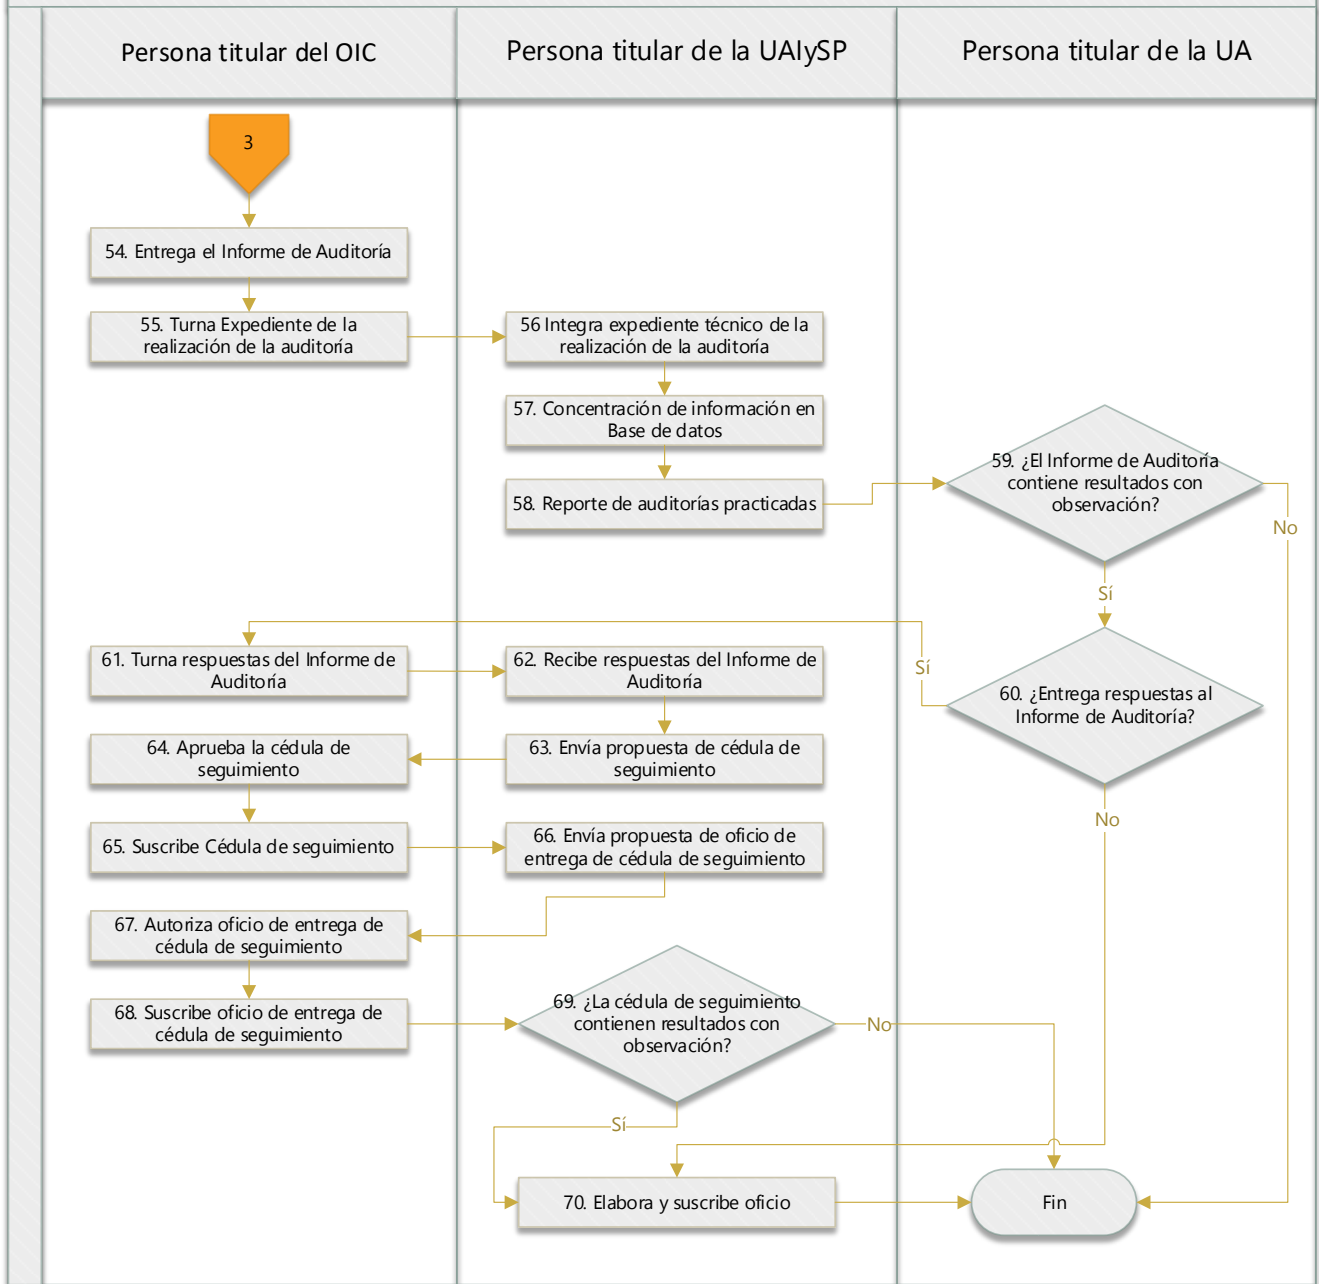 Persona titular del OIC
Persona titular de la UAIySP
Persona titular de la UA
3
54. Entrega el Informe de Auditoría
55. Turna Expediente de la
realización de la auditoría
56 Integra expediente técnico de la
realización de la auditoría
57. Concentración de información en
Base de datos
58. Reporte de auditorías practicadas
59. ¿El Informe de Auditoría
contiene resultados con
observación?
No
Sí
60. ¿Entrega respuestas al
Informe de Auditoría?
Sí
No
61. Turna respuestas del Informe de
Auditoría
62. Recibe respuestas del Informe de
Auditoría
63. Envía propuesta de cédula de
seguimiento
64. Aprueba la cédula de
seguimiento
65. Suscribe Cédula de seguimiento
66. Envía propuesta de oficio de
entrega de cédula de seguimiento
67. Autoriza oficio de entrega de
cédula de seguimiento
68. Suscribe oficio de entrega de
cédula de seguimiento
69. ¿La cédula de seguimiento
contienen resultados con
observación?
No
Sí
70. Elabora y suscribe oficio
Fin